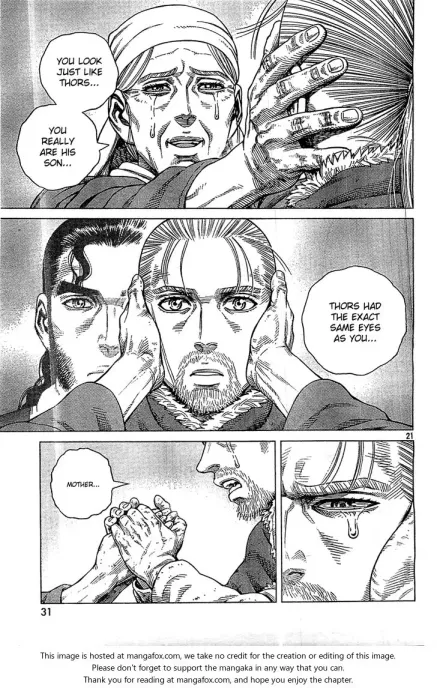 YOU LOOK
JUST LIKE
THORS...
YOU
REALLY
ARE HIS
SON...
THORS HAD
THE EXACT
SAME EYES
AS YOU...
21
MOTHER...
31
This image is hosted at mangafox.com, we take no credit for the creation or editing of this image.
Please don't forget to support the mangaka in any way that you can.
Thank you for reading at mangafox.com, and hope you enjoy the chapter.